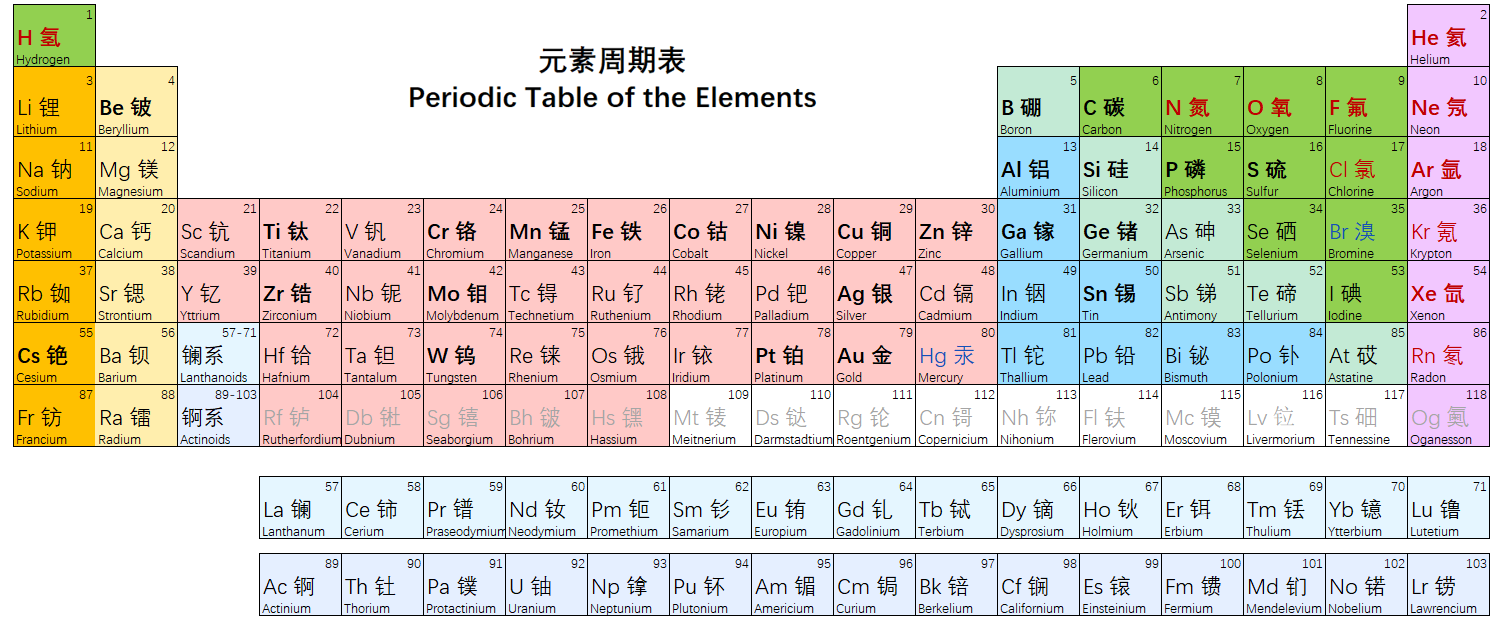 元素周期表
Periodic Table of the Elements
1 2
H 氢 He 氦
Hydrogen Helium
3 4 5 6 7 8 9 10
Li 锂 Be 铍 B 硼 C 碳 N 氮 O 氧 F 氟 Ne 氖
Lithium Beryllium Boron Carbon Nitrogen Oxygen Fluorine Neon
11 12 13 14 15 16 17 18
Na 钠 Mg 镁 Al 铝 Si 硅 P 磷 S 硫 Cl 氯 Ar 氩
Sodium Magnesium Aluminium Silicon Phosphorus Sulfur Chlorine Argon
19 20 21 22 23 24 25 26 27 28 29 30 31 32 33 34 35 36
K 钾 Ca 钙 Sc 钪 Ti 钛 V 钒 Cr 铬 Mn 锰 Fe 铁 Co 钴 Ni 镍 Cu 铜 Zn 锌 Ga 镓 Ge 锗 As 砷 Se 硒 Br 溴 Kr 氪
Potassium Calcium Scandium Titanium Vanadium Chromium Manganese Iron Cobalt Nickel Copper Zinc Gallium Germanium Arsenic Selenium Bromine Krypton
37 38 39 40 41 42 43 44 45 46 47 48 49 50 51 52 53 54
Rb 铷 Sr 锶 Y 钇 Zr 锆 Nb 铌 Mo 钼 Tc 锝 Ru 钌 Rh 铑 Pd 钯 Ag 银 Cd 镉 In 铟 Sn 锡 Sb 锑 Te 碲 I 碘 Xe 氙
Rubidium Strontium Yttrium Zirconium Niobium Molybdenum Technetium Ruthenium Rhodium Palladium Silver Cadmium Indium Tin Antimony Tellurium Iodine Xenon
55 56 57-71 72 73 74 75 76 77 78 79 80 81 82 83 84 85 86
Cs 铯 Ba 钡 镧系 Hf 铪 Ta 钽 W 钨 Re 铼 Os 锇 Ir 铱 Pt 铂 Au 金 Hg 汞 Tl 铊 Pb 铅 Bi 铋 Po 钋 At 砹 Rn 氡
Cesium Barium Lanthanoids Hafnium Tantalum Tungsten Rhenium Osmium Iridium Platinum Gold Mercury Thallium Lead Bismuth Polonium Astatine Radon
87 88 89-103 104 105 106 107 108 109 110 111 112 113 114 115 116 117 118
Fr 钫 Ra 镭 锕系 Rf 𬬻 Db 𬭊 Sg 𬭳 Bh 𬭛 Hs 𬭶 Mt 鿏 Ds 𫟼 Rg 𬬭 Cn 鿔 Nh 鿭 Fl 𫓧 Mc 镆 Lv 𫟷 Ts 鿬 Og 鿫
Francium Radium Actinoids Rutherfordium Dubnium Seaborgium Bohrium Hassium Meitnerium Darmstadtium Roentgenium Copernicium Nihonium Flerovium Moscovium Livermorium Tennessine Oganesson
57 58 59 60 61 62 63 64 65 66 67 68 69 70 71
La 镧 Ce 铈 Pr 镨 Nd 钕 Pm 钷 Sm 钐 Eu 铕 Gd 钆 Tb 铽 Dy 镝 Ho 钬 Er 铒 Tm 铥 Yb 镱 Lu 镥
Lanthanum Cerium Praseodymium Neodymium Promethium Samarium Europium Gadolinium Terbium Dysprosium Holmium Erbium Thulium Ytterbium Lutetium
89 90 91 92 93 94 95 96 97 98 99 100 101 102 103
Ac 锕 Th 钍 Pa 镤 U 铀 Np 镎 Pu 钚 Am 镅 Cm 锔 Bk 锫 Cf 锎 Es 锿 Fm 镄 Md 钔 No 锘 Lr 铹
Actinium Thorium Protactinium Uranium Neptunium Plutonium Americium Curium Berkelium Californium Einsteinium Fermium Mendelevium Nobelium Lawrencium